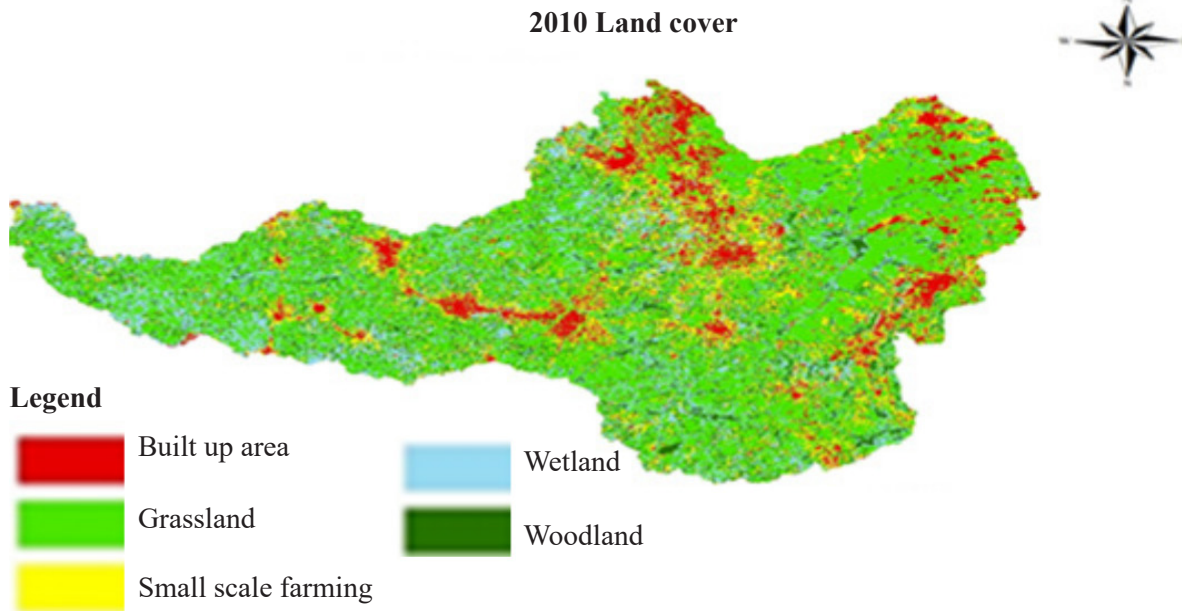 2010 Land cover
N
Legend
Built up area
Grassland
Small scale farming
Wetland
Woodland